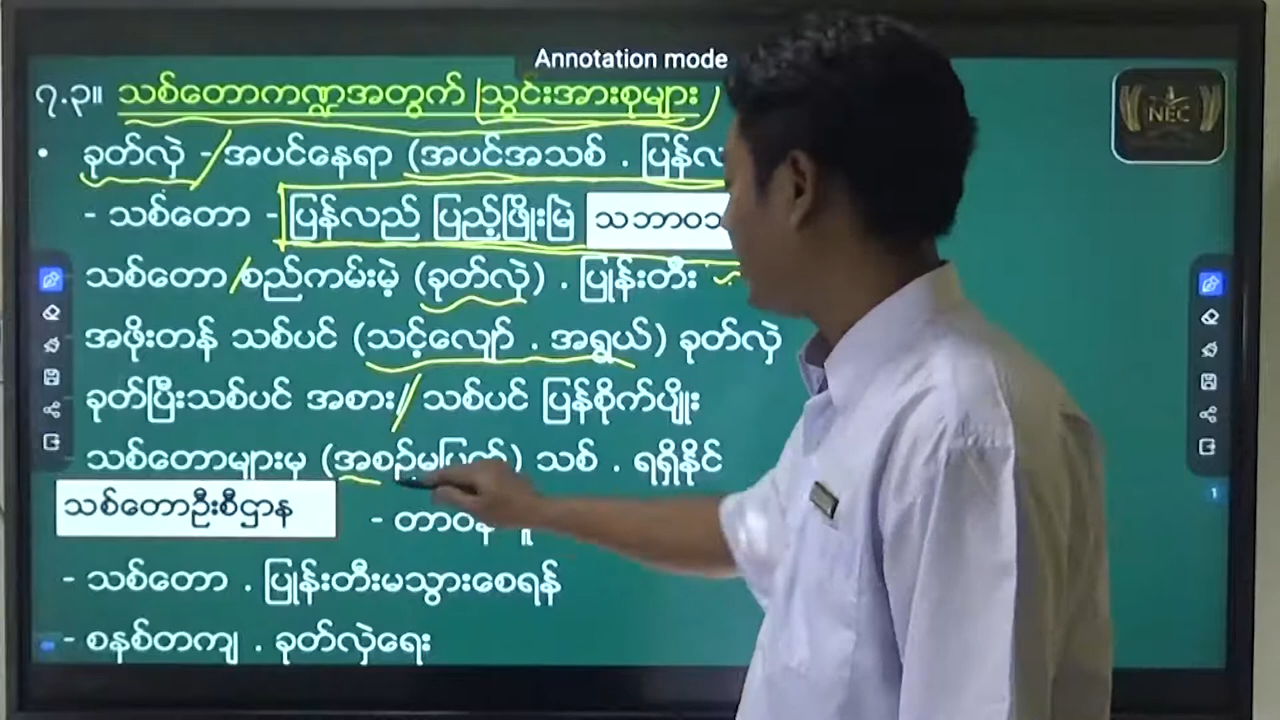 Annotation mode
၇.၃။ သစ်တောကဏ္ဍအတွက် သွင်းအားစုများ
NEC
• ခုတ်လှဲ - အပင်နေရာ (အပင်အသစ် . ပြန်
- သစ်တော - ပြန်လည် ပြည့်ဖြိုးမြဲ သဘာဝ
သစ်တော စည်ကမ်းမဲ့ (ခုတ်လှဲ) . ပြုန်းတီး
အဖိုးတန် သစ်ပင် (သင့်လျော် . အရွယ်) ခုတ်လှဲ
ခုတ်ပြီးသစ်ပင် အစား သစ်ပင် ပြန်စိုက်ပျိုး
သစ်တောများမှ (အစဉ်မပြတ်) သစ် . ရရှိနိုင်
သစ်တောဦးစီဌာန - တာဝန်
- သစ်တော . ပြုန်းတီးမသွားစေရန်
- စနစ်တကျ . ခုတ်လှဲရေး
1